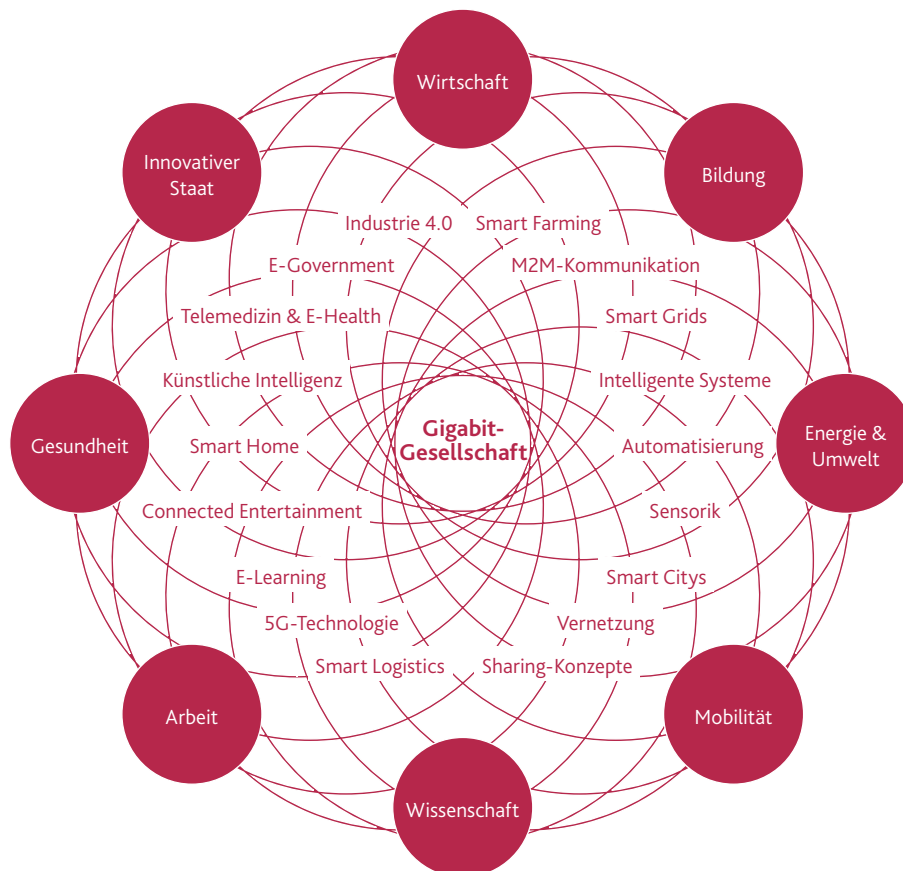 Wirtschaft
Innovativer
Staat
Bildung
Industrie 4.0
Smart Farming
E-Government
M2M-Kommunikation
Telemedizin & E-Health
Smart Grids
Künstliche Intelligenz
Intelligente Systeme
Gesundheit
Smart Home
Gigabit-
Gesellschaft
Automatisierung
Energie &
Umwelt
Connected Entertainment
Sensorik
E-Learning
Smart Citys
5G-Technologie
Vernetzung
Smart Logistics
Sharing-Konzepte
Arbeit
Mobilität
Wissenschaft